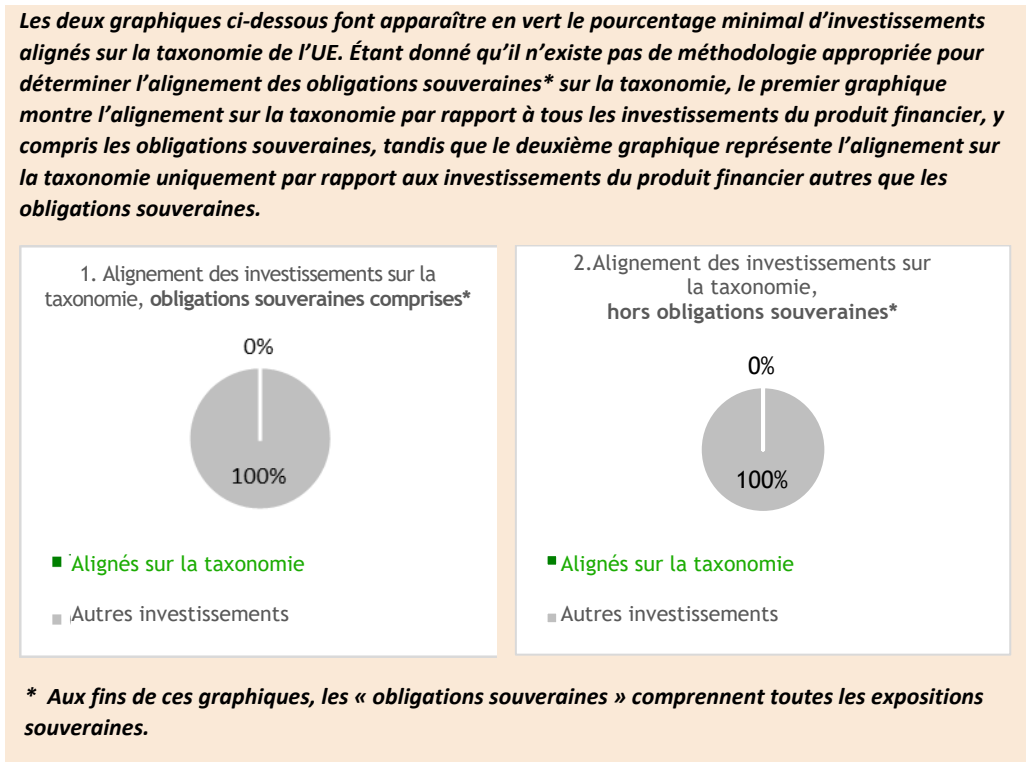 Les deux graphiques ci-dessous font apparaître en vert le pourcentage minimal d’investissements
alignés sur la taxonomie de l’UE. Étant donné qu’il n’existe pas de méthodologie appropriée pour
déterminer l’alignement des obligations souveraines* sur la taxonomie, le premier graphique
montre l’alignement sur la taxonomie par rapport à tous les investissements du produit financier, y
compris les obligations souveraines, tandis que le deuxième graphique représente l’alignement sur
la taxonomie uniquement par rapport aux investissements du produit financier autres que les
obligations souveraines.
1. Alignement des investissements sur la
taxonomie, obligations souveraines comprises*
0%
100%
Alignés sur la taxonomie
Autres investissements
2.Alignement des investissements sur
la taxonomie,
hors obligations souveraines*
0%
100%
Alignés sur la taxonomie
Autres investissements
* Aux fins de ces graphiques, les « obligations souveraines » comprennent toutes les expositions
souveraines.